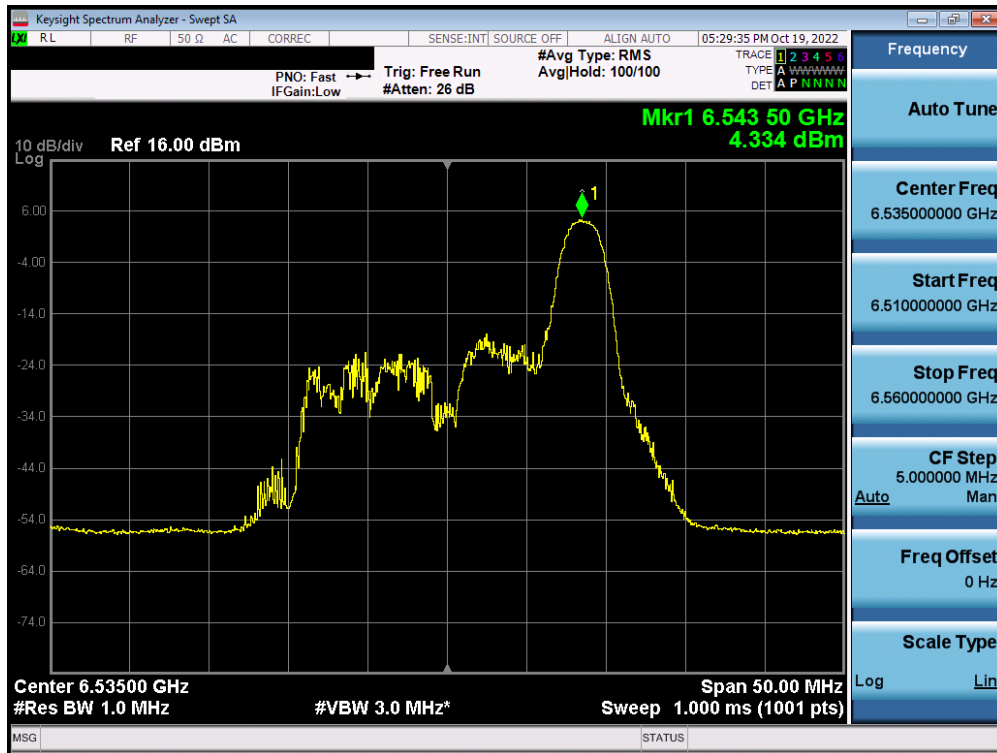 Keysight Spectrum Analyzer - Swept SA
LXI RL RF 50 Ω AC CORREC SENSE:INT SOURCE OFF ALIGN AUTO 05:29:35 PM Oct 19, 2022
PNO: Fast
IFGain:Low
Trig: Free Run
#Atten: 26 dB
#Avg Type: RMS
Avg|Hold: 100/100
TRACE 1 2 3 4 5 6
TYPE A WWWWW
DET A P N N N N
Mkr1 6.543 50 GHz
4.334 dBm
10 dB/div Ref 16.00 dBm
Log
1
6.00
-4.00
-14.0
-24.0
-34.0
-44.0
-54.0
-64.0
-74.0
Center 6.53500 GHz Span 50.00 MHz
#Res BW 1.0 MHz #VBW 3.0 MHz* Sweep 1.000 ms (1001 pts)
MSG STATUS
Frequency
Auto Tune
Center Freq
6.535000000 GHz
Start Freq
6.510000000 GHz
Stop Freq
6.560000000 GHz
CF Step
5.000000 MHz
Auto Man
Freq Offset
0 Hz
Scale Type
Log Lin